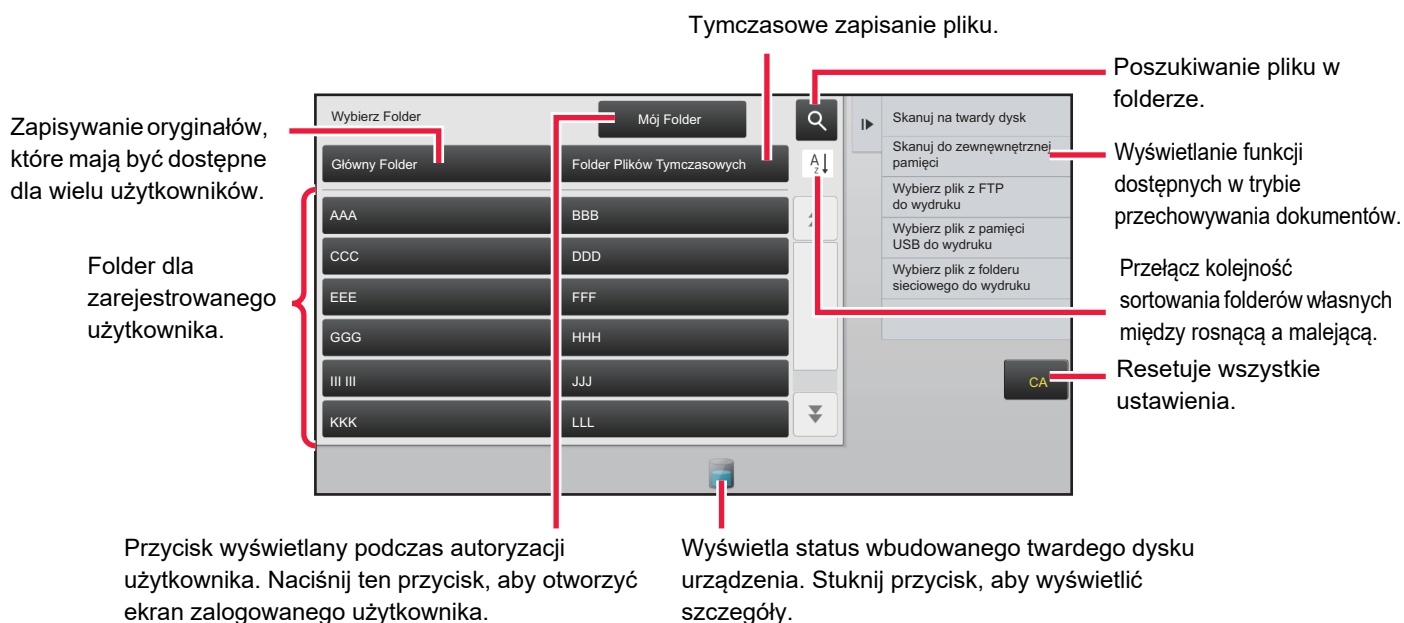 Tymczasowe zapisanie pliku.
Poszukiwanie pliku w
folderze.
Zapisywanie oryginałów,
które mają być dostępne
dla wielu użytkowników.
Wybierz Folder
Mój Folder
Główny Folder
Folder Plików Tymczasowych
A
z
AAA
BBB
CCC
DDD
EEE
FFF
GGG
HHH
III III
JJJ
KKK
LLL
Skanuj na twardy dysk
Skanuj do zewnęwnętrznej
pamięci
Wybierz plik z FTP
do wydruku
Wybierz plik z pamięci
USB do wydruku
Wybierz plik z folderu
sieciowego do wydruku
CA
Wyświetlanie funkcji
dostępnych w trybie
przechowywania dokumentów.
Folder dla
zarejestrowanego
użytkownika.
Przełącz kolejność
sortowania folderów własnych
między rosnącą a malejącą.
Resetuje wszystkie
ustawienia.
Przycisk wyświetlany podczas autoryzacji
użytkownika. Naciśnij ten przycisk, aby otworzyć
ekran zalogowanego użytkownika.
Wyświetla status wbudowanego twardego dysku
urządzenia. Stuknij przycisk, aby wyświetlić
szczegóły.